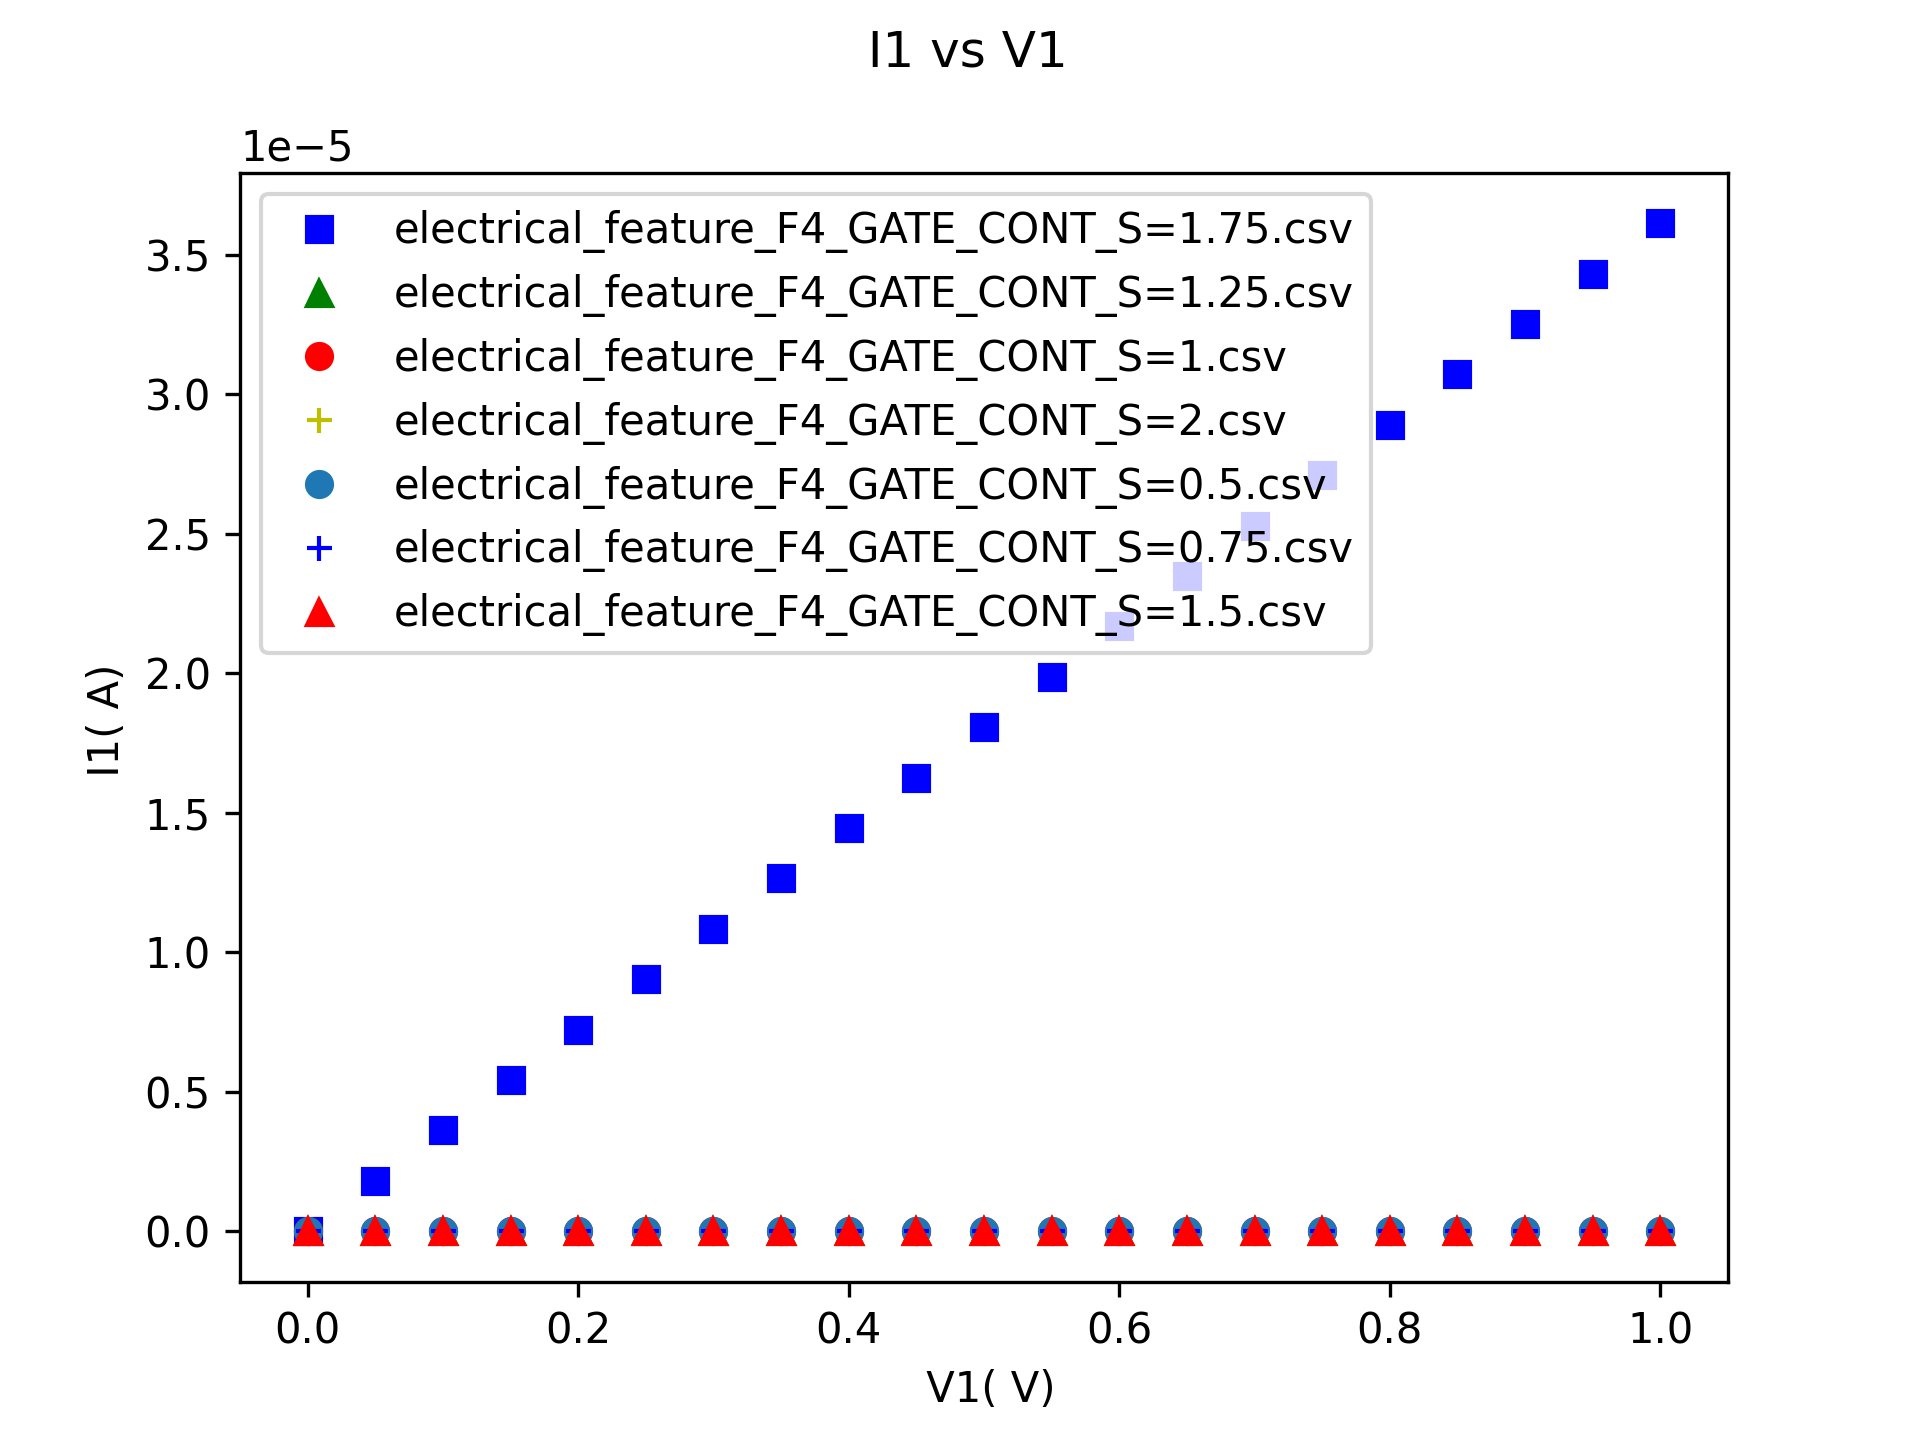 I1 vs V1
1e−5
electrical_feature_F4_GATE_CONT_S=1.75.csv
electrical_feature_F4_GATE_CONT_S=1.25.csv
electrical_feature_F4_GATE_CONT_S=1.csv
electrical_feature_F4_GATE_CONT_S=2.csv
electrical_feature_F4_GATE_CONT_S=0.5.csv
electrical_feature_F4_GATE_CONT_S=0.75.csv
electrical_feature_F4_GATE_CONT_S=1.5.csv
3.5
3.0
2.5
2.0
1.5
1.0
0.5
0.0
I1( A)
0.0 0.2 0.4 0.6 0.8 1.0
V1( V)